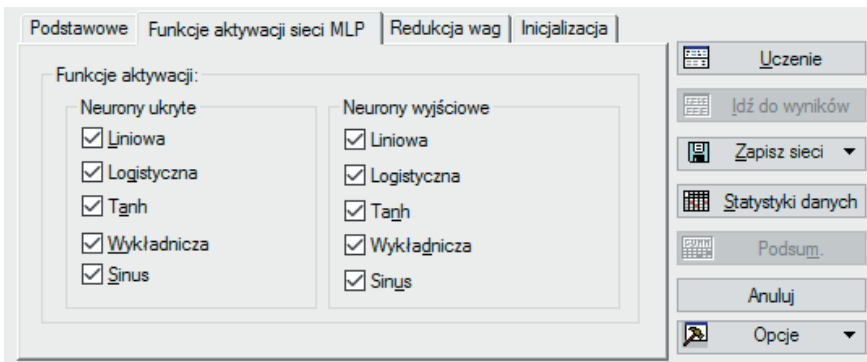 Podstawowe Funkcje aktywacji sieci MLP Redukcja wag Inicjalizacja
Funkcje aktywacji:
Neurony ukryte
Liniowa
Logistyczna
Tanh
Wykładnicza
Sinus
Neurony wyjściowe
Liniowa
Logistyczna
Tanh
Wykładnicza
Sinus
Uczenie
Idź do wyników
Zapisz sieci
Statystyki danych
Podsum.
Anuluj
Opcje